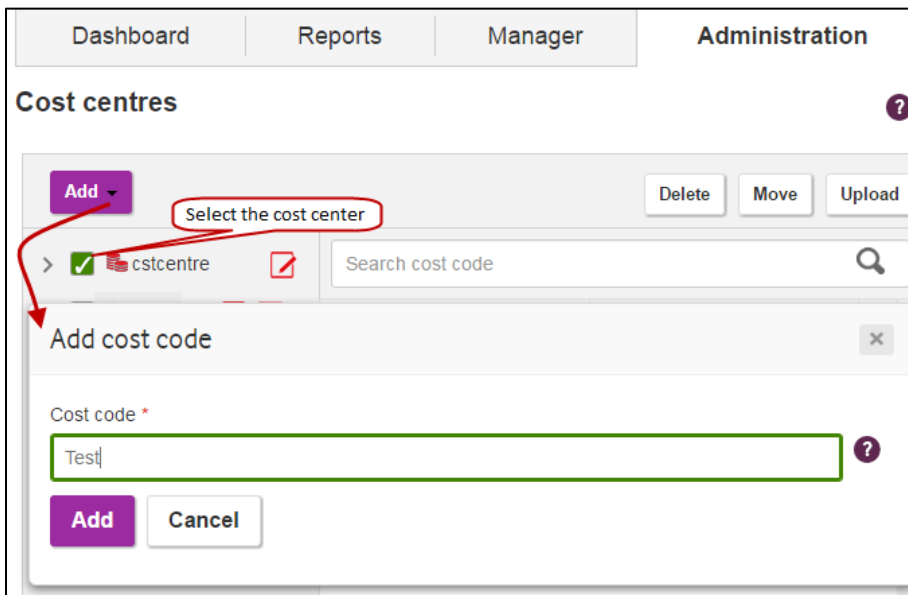 Dashboard Reports Manager Administration
Cost centres
?
Add Delete Move Upload
Select the cost center
cstcentre Search cost code
Add cost code
Cost code *
Test
?
Add Cancel